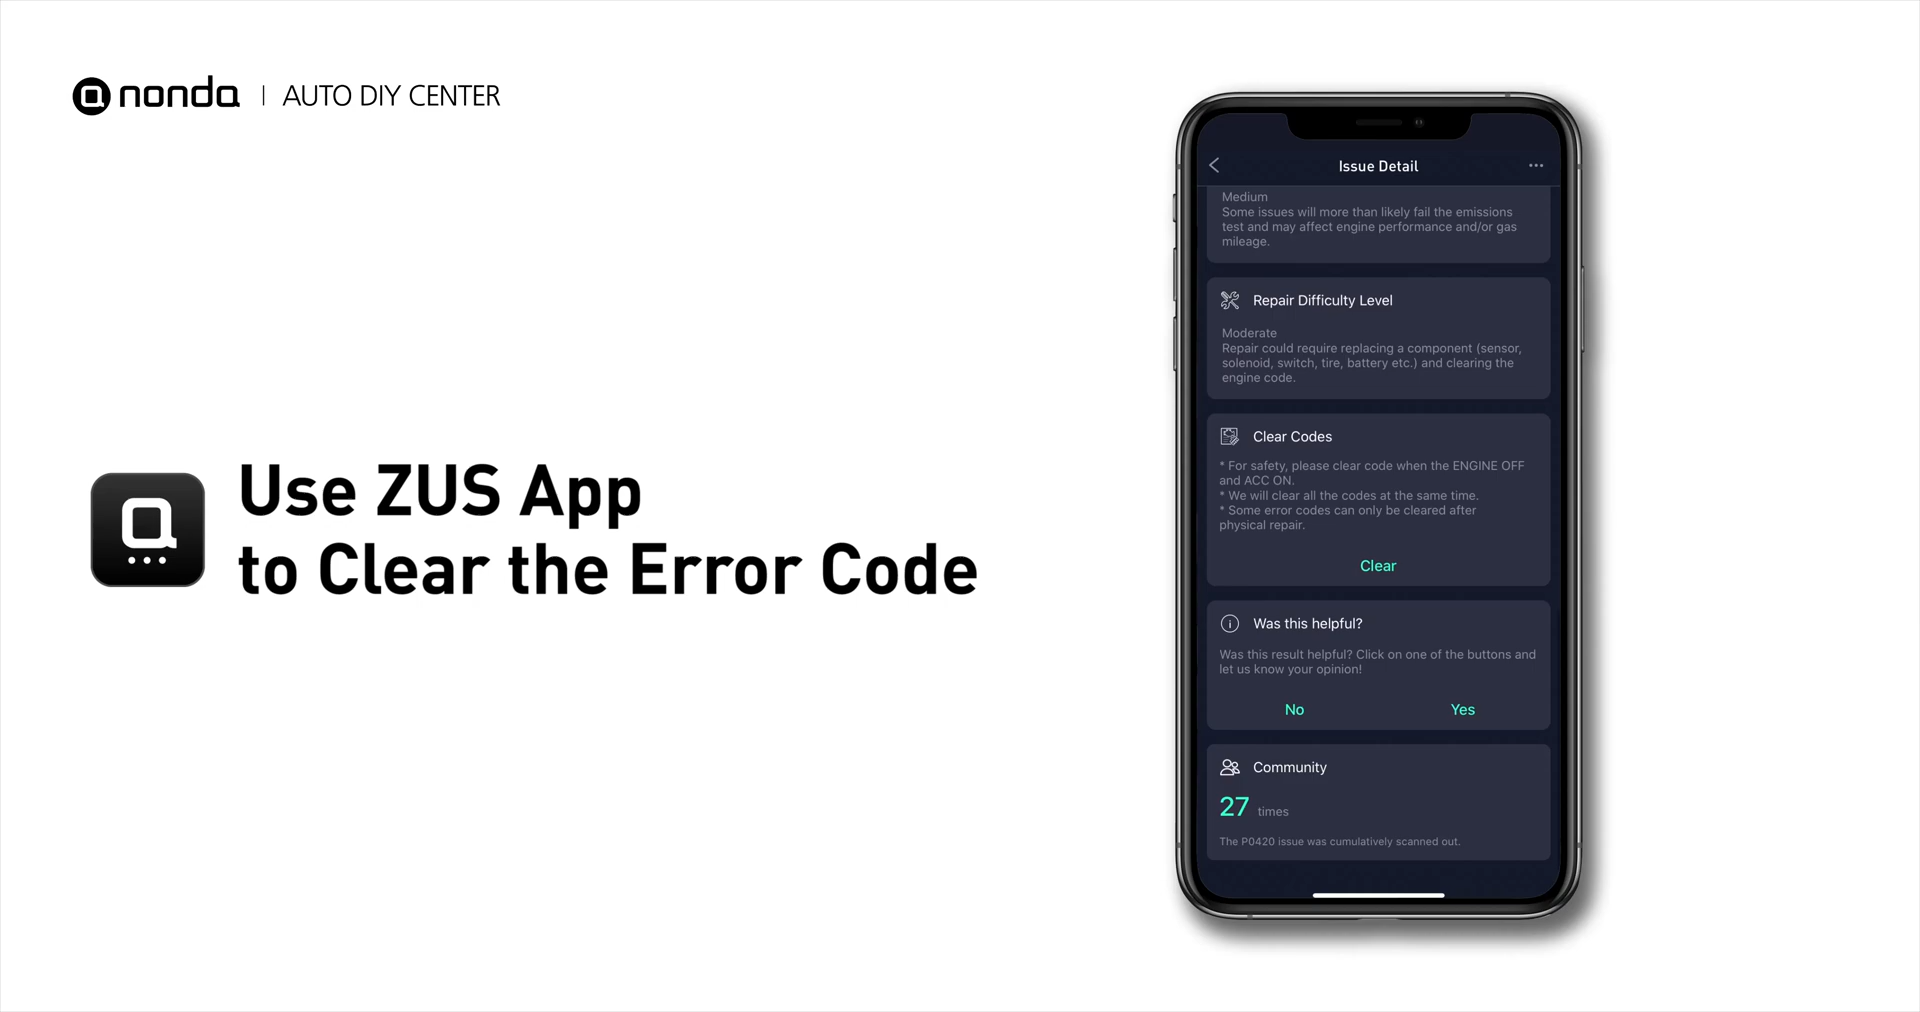 nonda | AUTO DIY CENTER
Use ZUS App
to Clear the Error Code
Issue Detail
Medium
Some issues will more than likely fail the emissions
test and may affect engine performance and/or gas
mileage.
Repair Difficulty Level
Moderate
Repair could require replacing a component (sensor,
solenoid, switch, tire, battery etc.) and clearing the
engine code.
Clear Codes
* For safety, please clear code when the ENGINE OFF
and ACC ON.
* We will clear all the codes at the same time.
* Some error codes can only be cleared after
physical repair.
Clear
Was this helpful?
Was this result helpful? Click on one of the buttons and
let us know your opinion!
No Yes
Community
27 times
The P0420 issue was cumulatively scanned out.